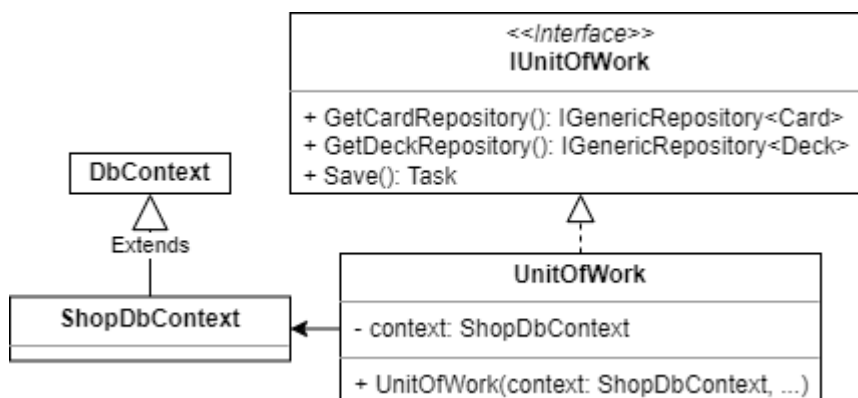 <<Interface>>
IUnitOfWork
+ GetCardRepository(): IGenericRepository<Card>
+ GetDeckRepository(): IGenericRepository<Deck>
+ Save(): Task
DbContext
Extends
ShopDbContext
UnitOfWork
- context: ShopDbContext
+ UnitOfWork(context: ShopDbContext, ...)